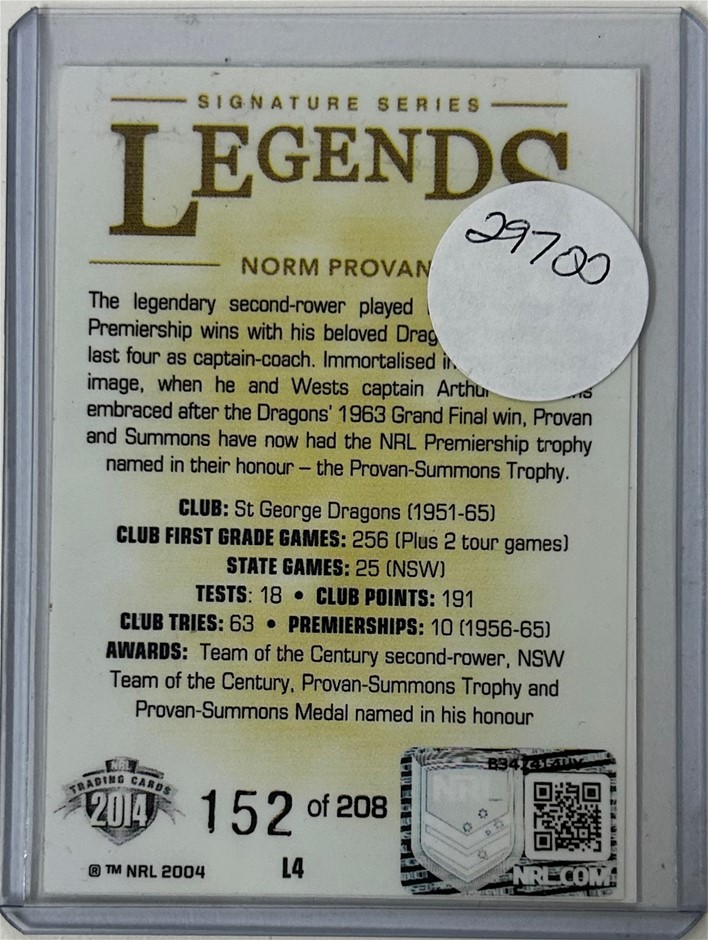 SIGNATURE SERIES
LEGENDS
29700
NORM PROVAN
The legendary second-rower played
Premiership wins with his beloved Drag
last four as captain-coach. Immortalised in
image, when he and Wests captain Arthur
embraced after the Dragons' 1963 Grand Final win, Provan
and Summons have now had the NRL Premiership trophy
named in their honour – the Provan-Summons Trophy.
CLUB: St George Dragons (1951-65)
CLUB FIRST GRADE GAMES: 256 (Plus 2 tour games)
STATE GAMES: 25 (NSW)
TESTS: 18 • CLUB POINTS: 191
CLUB TRIES: 63 • PREMIERSHIPS: 10 (1956-65)
AWARDS: Team of the Century second-rower, NSW
Team of the Century, Provan-Summons Trophy and
Provan-Summons Medal named in his honour
NRL
TRADING CARDS
2014
152 of 208
® ™ NRL 2004
L4
NRL
NRL.COM